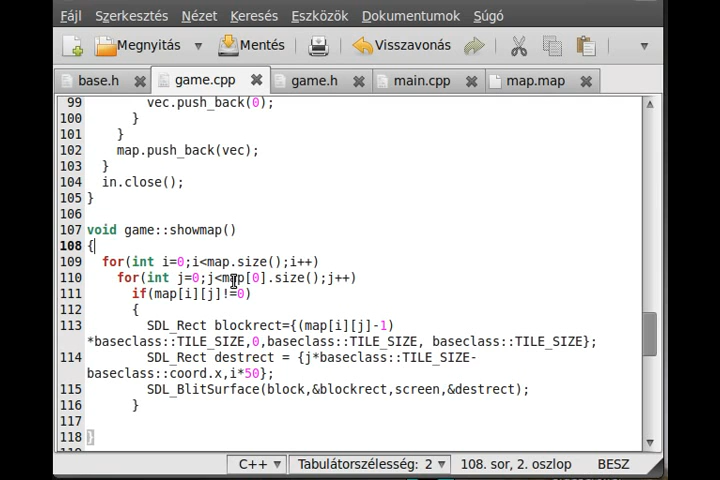 Fájl Szerkesztés Nézet Keresés Eszközök Dokumentumok Súgó
Megnyitás Mentés Visszavonás
base.h game.cpp game.h main.cpp map.map
99 vec.push_back(0);
100 }
101 }
102 map.push_back(vec);
103 }
104 in.close();
105 }
106
107 void game::showmap()
108 {
109 for(int i=0;i<map.size();i++)
110 for(int j=0;j<map[0].size();j++)
111 if(map[i][j]!=0)
112 {
113 SDL_Rect blockrect={(map[i][j]-1)
*baseclass::TILE_SIZE,0,baseclass::TILE_SIZE, baseclass::TILE_SIZE};
114 SDL_Rect destrect = {j*baseclass::TILE_SIZE-
baseclass::coord.x,i*50};
115 SDL_BlitSurface(block,&blockrect,screen,&destrect);
116 }
117
118 }
C++ Tabulátorszélesség: 2 108. sor, 2. oszlop BESZ